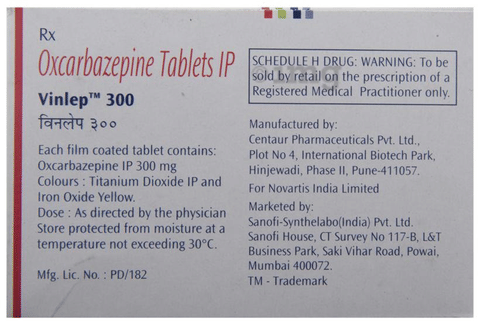 Rx
Oxcarbazepine Tablets IP
Vinlep™ 300
विनलेप ३००
Each film coated tablet contains:
Oxcarbazepine IP 300 mg
Colours : Titanium Dioxide IP and
Iron Oxide Yellow.
Dose : As directed by the physician
Store protected from moisture at a
temperature not exceeding 30°C.
Mfg. Lic. No. : PD/182
SCHEDULE H DRUG: WARNING: To be
sold by retail on the prescription of a
Registered Medical Practitioner only.
Manufactured by:
Centaur Pharmaceuticals Pvt. Ltd.,
Plot No 4, International Biotech Park,
Hinjewadi, Phase II, Pune-411057.
For Novartis India Limited
Marketed by:
Sanofi-Synthelabo(India) Pvt. Ltd.
Sanofi House, CT Survey No 117-B, L&T
Business Park, Saki Vihar Road, Powai,
Mumbai 400072.
TM - Trademark